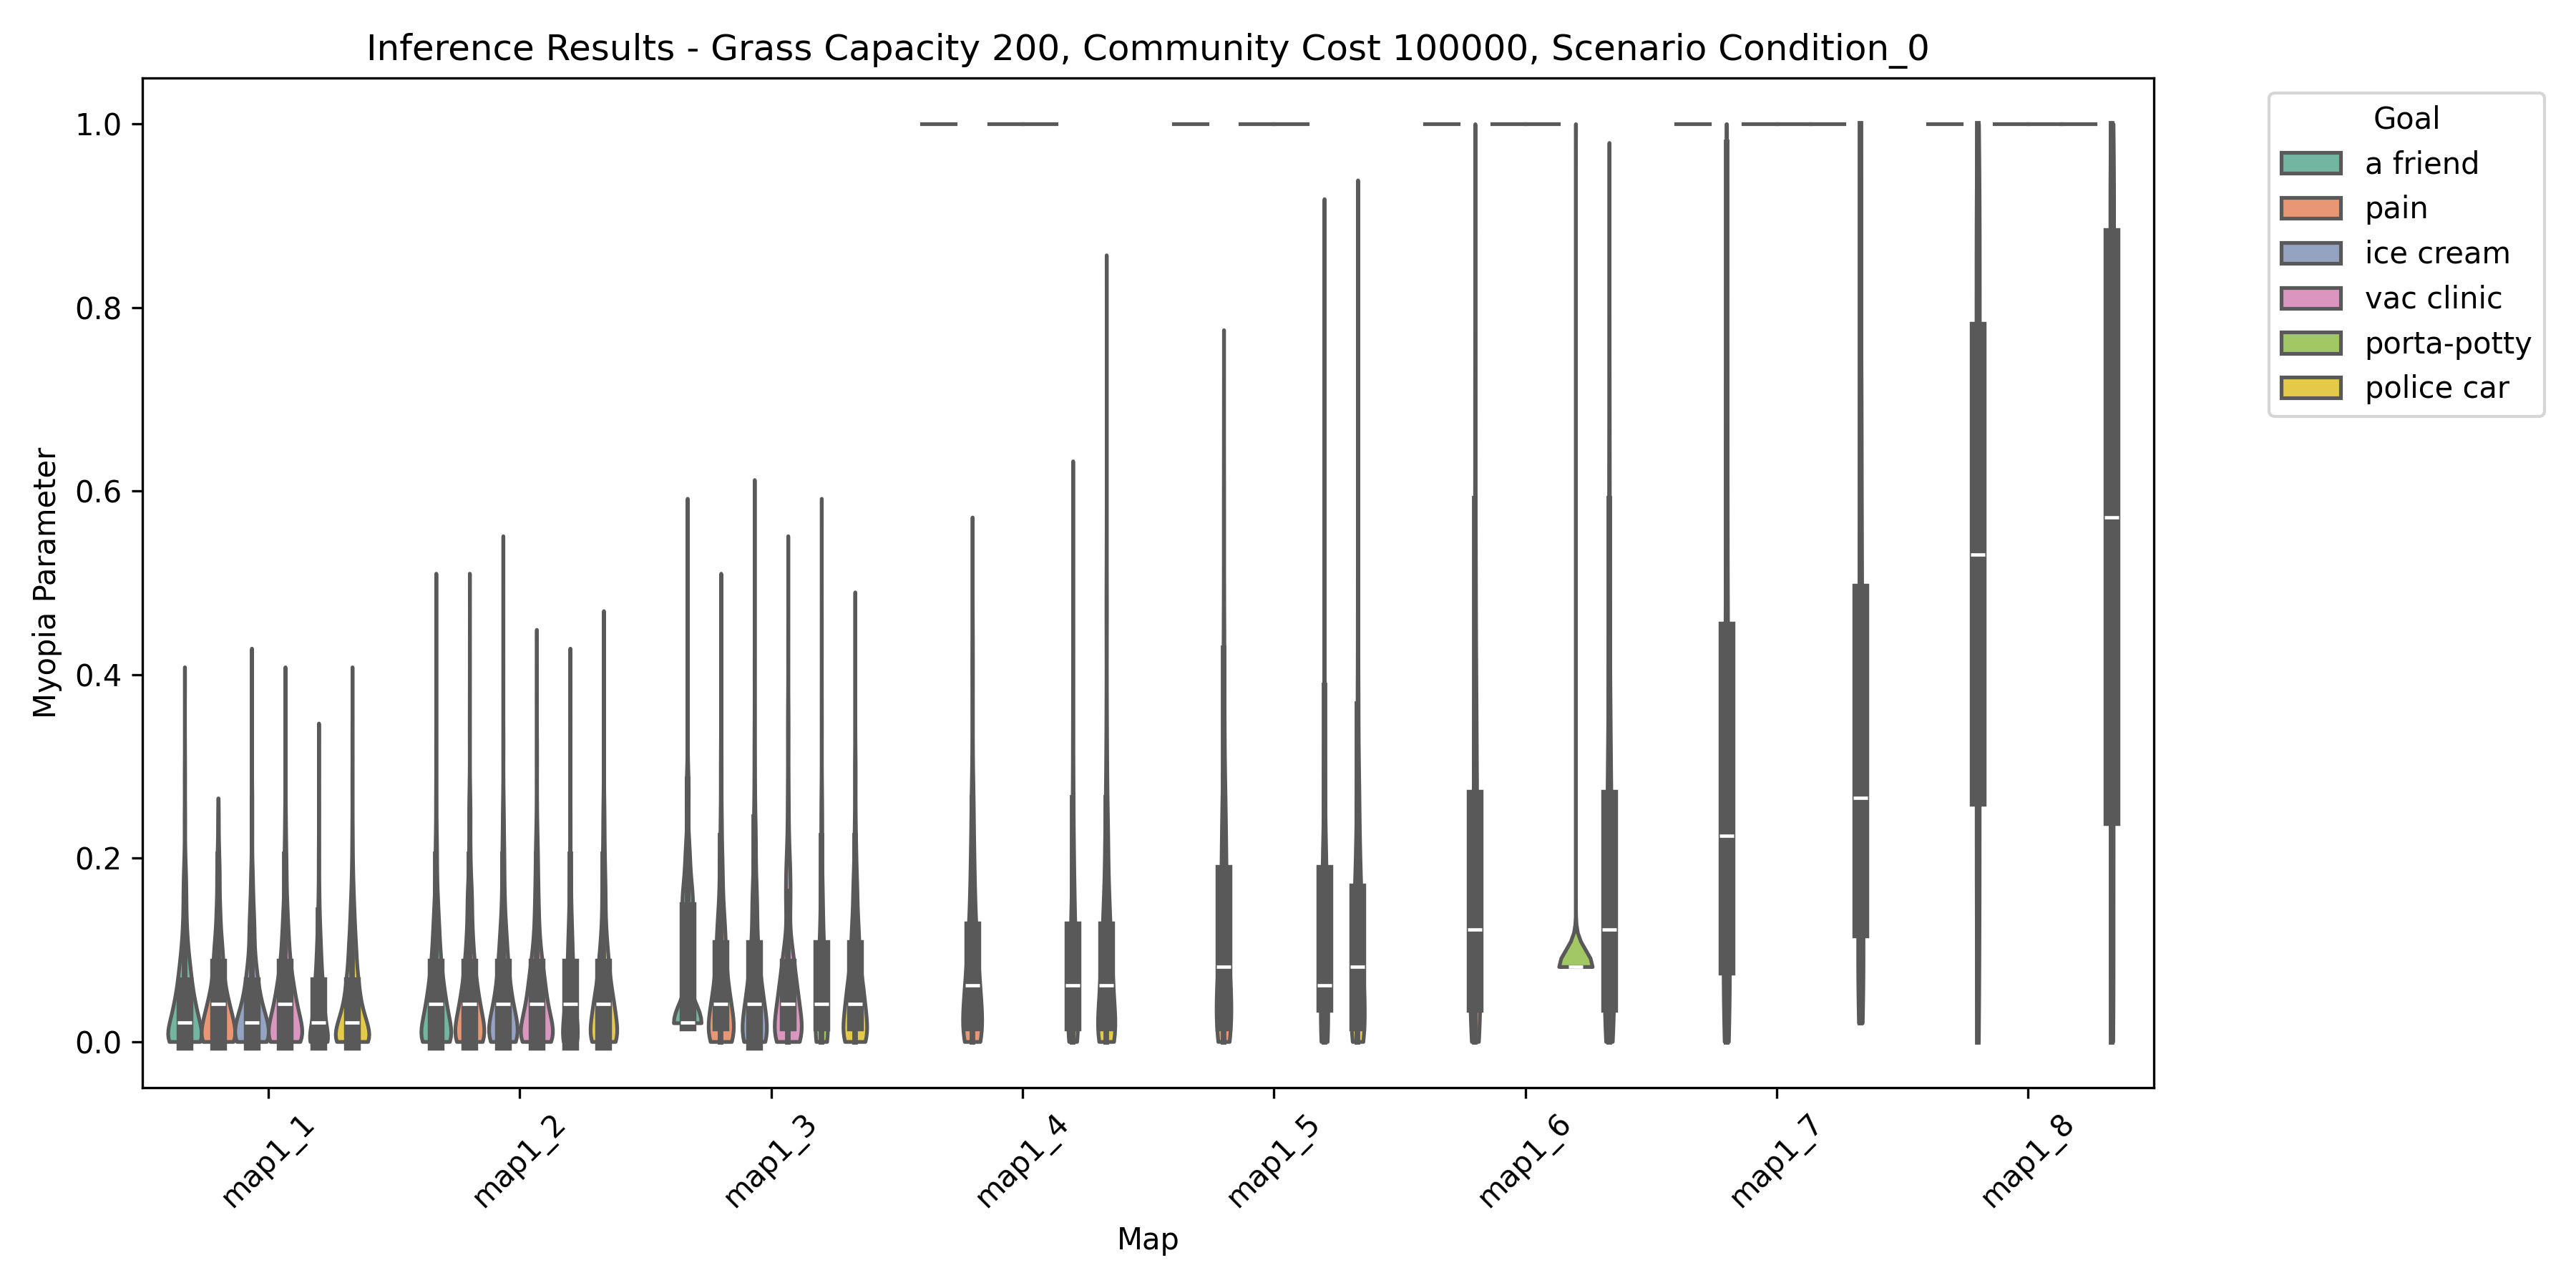 Inference Results - Grass Capacity 200, Community Cost 100000, Scenario Condition_0
Goal
a friend
pain
ice cream
vac clinic
porta-potty
police car
Myopia Parameter
1.0
0.8
0.6
0.4
0.2
0.0
map1_1
map1_2
map1_3
map1_4
map1_5
map1_6
map1_7
map1_8
Map